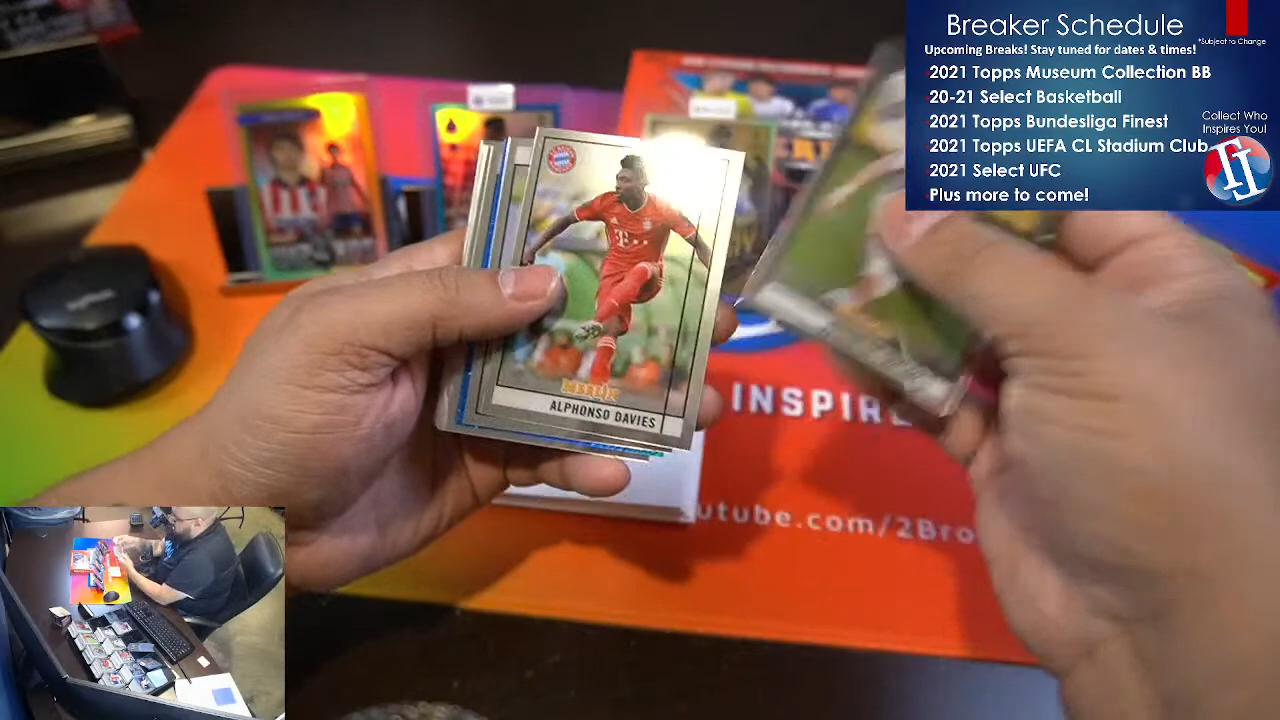 Breaker Schedule
*Subject to Change
Upcoming Breaks! Stay tuned for dates & times!
2021 Topps Museum Collection BB
20-21 Select Basketball
2021 Topps Bundesliga Finest
2021 Topps UEFA CL Stadium Club
2021 Select UFC
Plus more to come!
Collect Who
Inspires You!
MERLIN
ALPHONSO DAVIES
T
INSPIRE
utube.com/2Bro